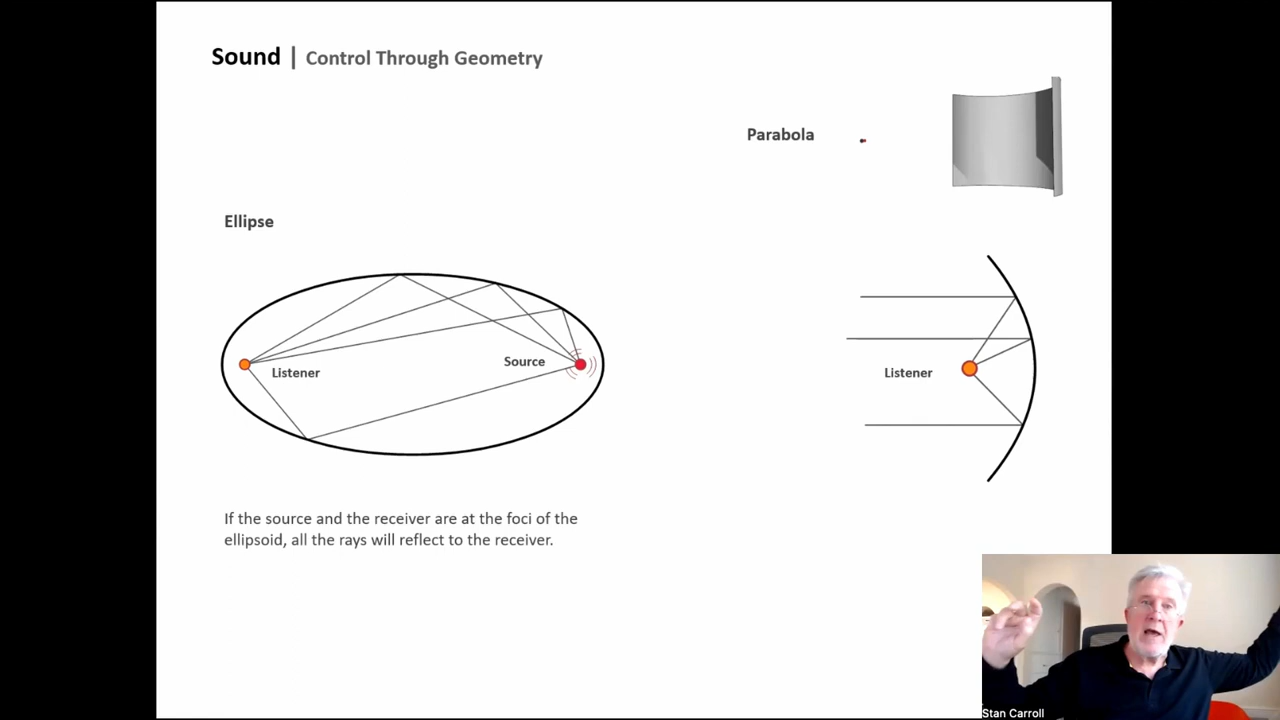 Sound | Control Through Geometry
Parabola
Ellipse
Source
Listener
Listener
If the source and the receiver are at the foci of the
ellipsoid, all the rays will reflect to the receiver.
Stan Carroll